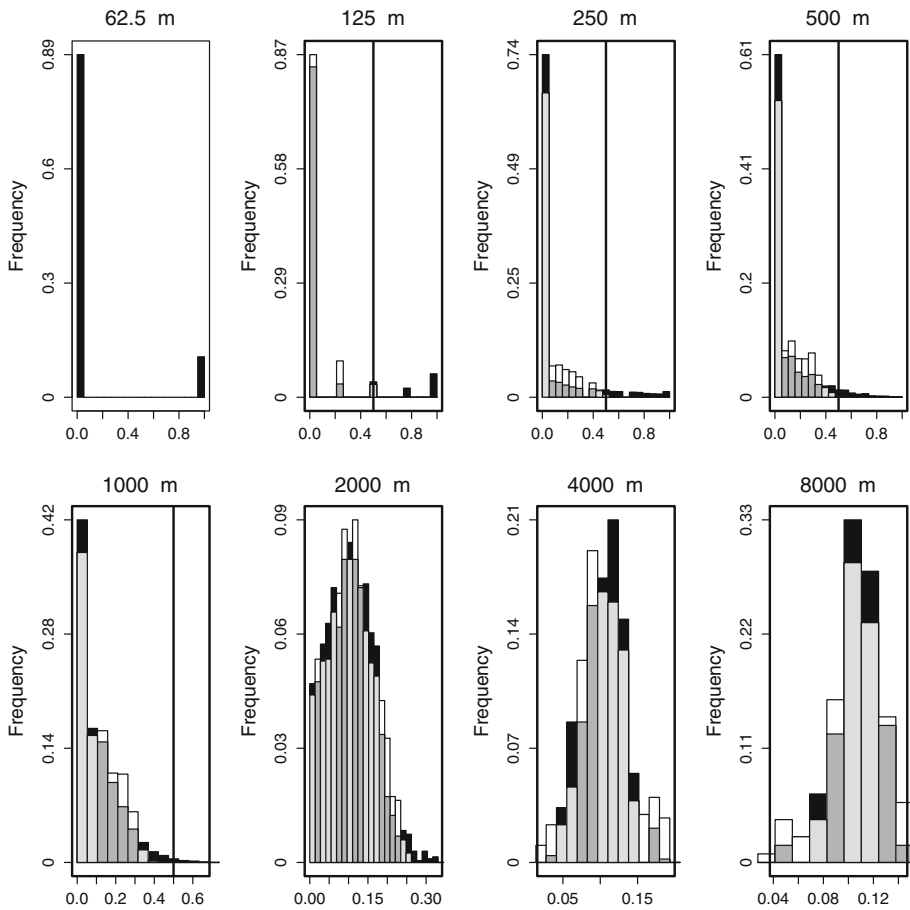 62.5 m
125 m
250 m
500 m
Frequency
0 0.3 0.6 0.89
0.0 0.4 0.8
Frequency
0 0.29 0.58 0.87
0.0 0.4 0.8
Frequency
0 0.25 0.49 0.74
0.0 0.4 0.8
Frequency
0 0.2 0.41 0.61
0.0 0.4 0.8
1000 m
2000 m
4000 m
8000 m
Frequency
0 0.14 0.28 0.42
0.0 0.2 0.4 0.6
Frequency
0 0.03 0.06 0.09
0.00 0.15 0.30
Frequency
0 0.07 0.14 0.21
0.05 0.15
Frequency
0 0.11 0.22 0.33
0.04 0.08 0.12